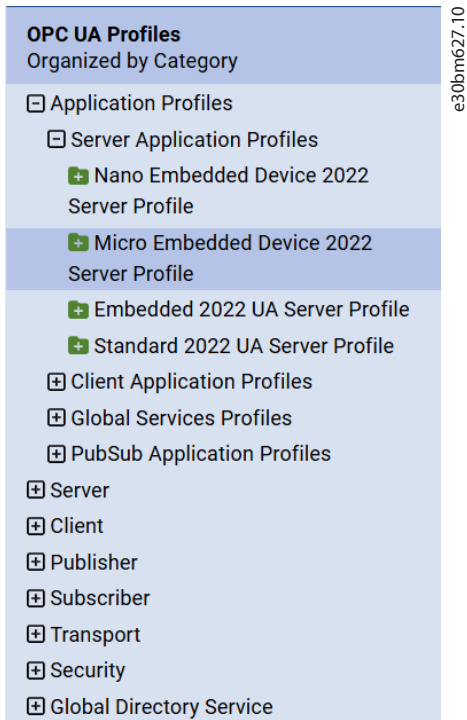 OPC UA Profiles
Organized by Category
Application Profiles
Server Application Profiles
Nano Embedded Device 2022
Server Profile
Micro Embedded Device 2022
Server Profile
Embedded 2022 UA Server Profile
Standard 2022 UA Server Profile
Client Application Profiles
Global Services Profiles
PubSub Application Profiles
Server
Client
Publisher
Subscriber
Transport
Security
Global Directory Service
e30bm627.10